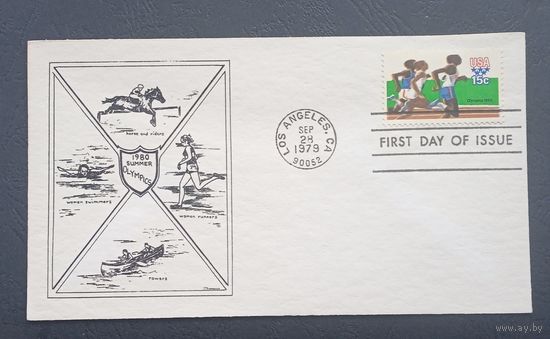 horse and riders
1980
SUMMER
OLYMPICS
women swimmers
women runners
rowers
LOS ANGELES, CA
SEP
28
1979
90052
USA
15c
Olympics 1980
FIRST DAY OF ISSUE
www.ay.by